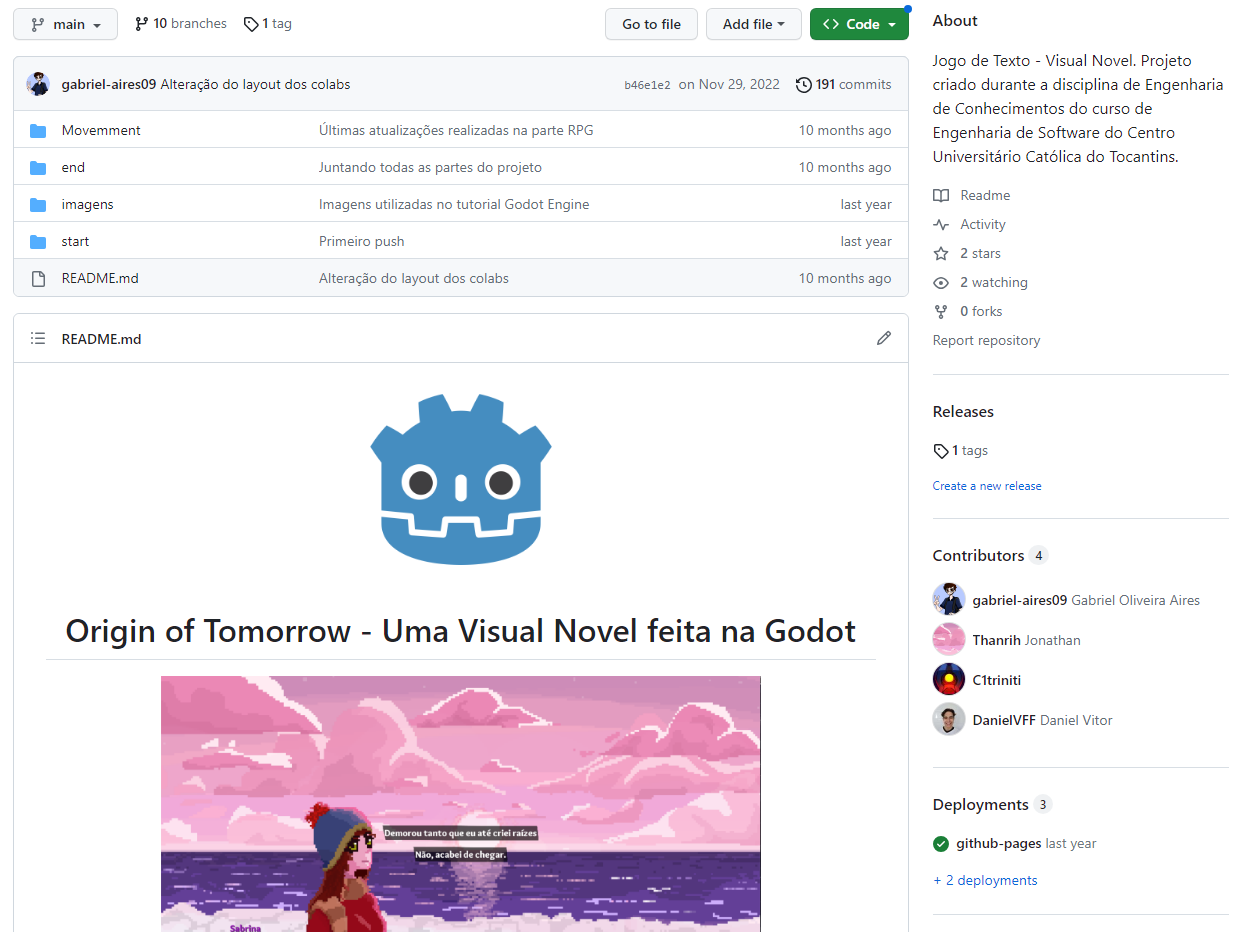 main
10 branches
1 tag
Go to file
Add file
Code
gabriel-aires09 Alteração do layout dos colabs
b46e1e2 on Nov 29, 2022
191 commits
Movemment
Últimas atualizações realizadas na parte RPG
10 months ago
end
Juntando todas as partes do projeto
10 months ago
imagens
Imagens utilizadas no tutorial Godot Engine
last year
start
Primeiro push
last year
README.md
Alteração do layout dos colabs
10 months ago
README.md
Origin of Tomorrow - Uma Visual Novel feita na Godot
Demorou tanto que eu até criei raízes
Não, acabei de chegar.
Sabrina
About
Jogo de Texto - Visual Novel. Projeto
criado durante a disciplina de Engenharia
de Conhecimentos do curso de
Engenharia de Software do Centro
Universitário Católica do Tocantins.
Readme
Activity
2 stars
2 watching
0 forks
Report repository
Releases
1 tags
Create a new release
Contributors 4
gabriel-aires09 Gabriel Oliveira Aires
Thanrih Jonathan
C1triniti
DanielVFF Daniel Vitor
Deployments 3
github-pages last year
+ 2 deployments